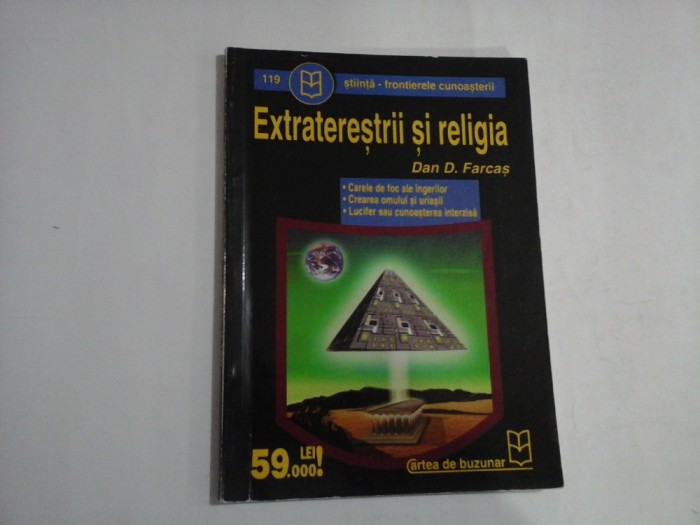 119
știință - frontierele cunoașterii
Extratereștrii și religia
Dan D. Farcaș
• Carele de foc ale îngerilor
• Crearea omului și uriașii
• Lucifer sau cunoașterea interzisă
59.000 LEI!
Cartea de buzunar